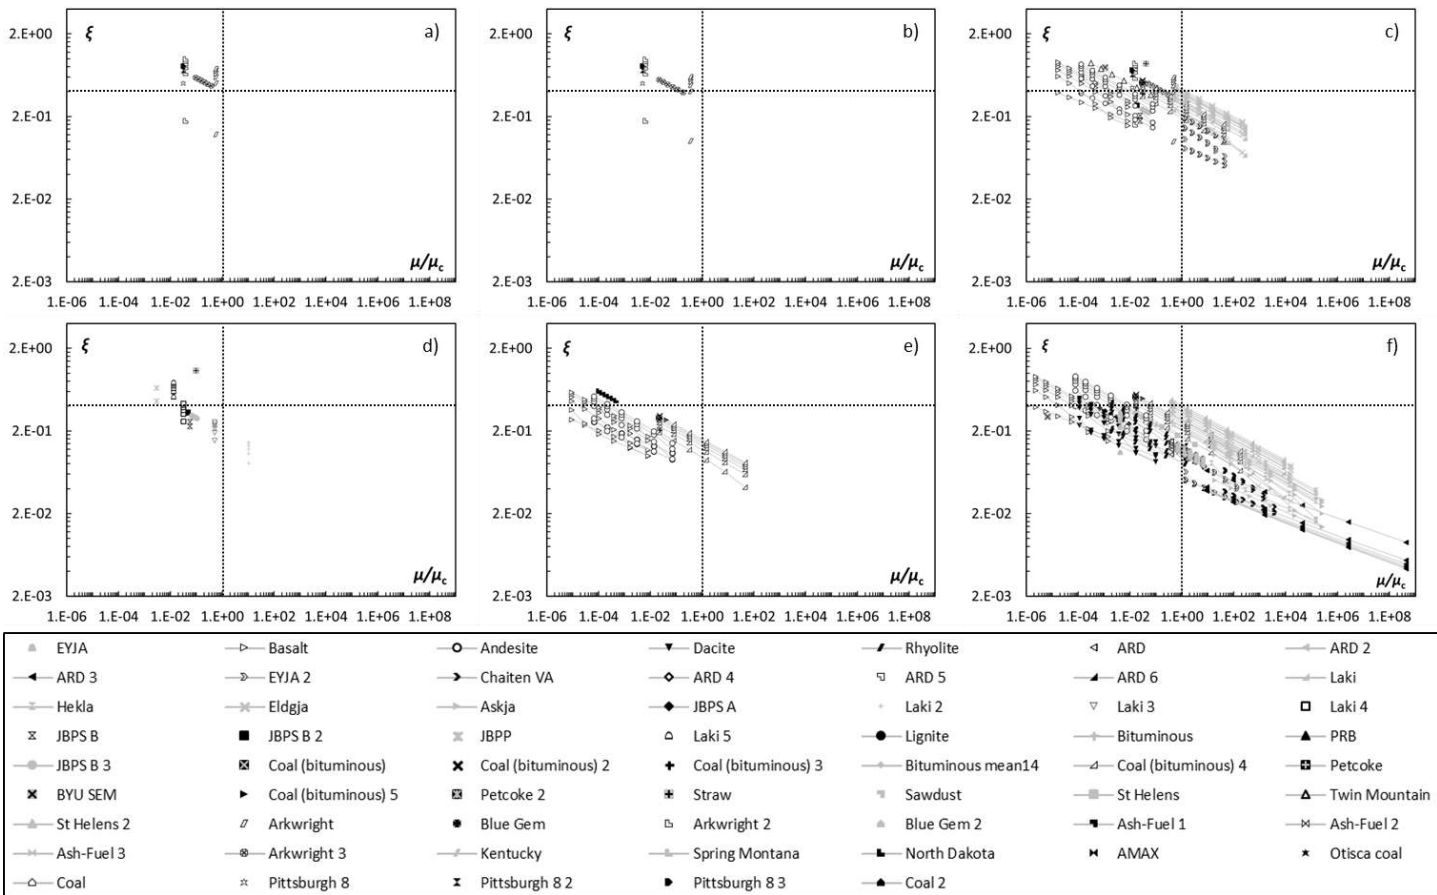 ξ a) ξ b) ξ c)
2.E+00 2.E+00 2.E+00
2.E-01 2.E-01 2.E-01
2.E-02 2.E-02 2.E-02
μ/μc μ/μc μ/μc
2.E-03 2.E-03 2.E-03
1.E-06 1.E-04 1.E-02 1.E+00 1.E+02 1.E+04 1.E+06 1.E+08 1.E-06 1.E-04 1.E-02 1.E+00 1.E+02 1.E+04 1.E+06 1.E+08 1.E-06 1.E-04 1.E-02 1.E+00 1.E+02 1.E+04 1.E+06 1.E+08
ξ d) ξ e) ξ f)
2.E+00 2.E+00 2.E+00
2.E-01 2.E-01 2.E-01
2.E-02 2.E-02 2.E-02
μ/μc μ/μc μ/μc
2.E-03 2.E-03 2.E-03
1.E-06 1.E-04 1.E-02 1.E+00 1.E+02 1.E+04 1.E+06 1.E+08 1.E-06 1.E-04 1.E-02 1.E+00 1.E+02 1.E+04 1.E+06 1.E+08 1.E-06 1.E-04 1.E-02 1.E+00 1.E+02 1.E+04 1.E+06 1.E+08
EYJA Basalt Andesite Dacite Rhyolite ARD ARD 2
ARD 3 EYJA 2 Chaiten VA ARD 4 ARD 5 ARD 6 Laki
Hekla Eldgja Askja JBPS A Laki 2 Laki 3 Laki 4
JBPS B JBPS B 2 JBPP Laki 5 Lignite Bituminous PRB
JBPS B 3 Coal (bituminous) Coal (bituminous) 2 Coal (bituminous) 3 Bituminous mean14 Coal (bituminous) 4 Petcoke
BYU SEM Coal (bituminous) 5 Petcoke 2 Straw Sawdust St Helens Twin Mountain
St Helens 2 Arkwright Blue Gem Arkwright 2 Blue Gem 2 Ash-Fuel 1 Ash-Fuel 2
Ash-Fuel 3 Arkwright 3 Kentucky Spring Montana North Dakota AMAX Otisca coal
Coal Pittsburgh 8 Pittsburgh 8 2 Pittsburgh 8 3 Coal 2